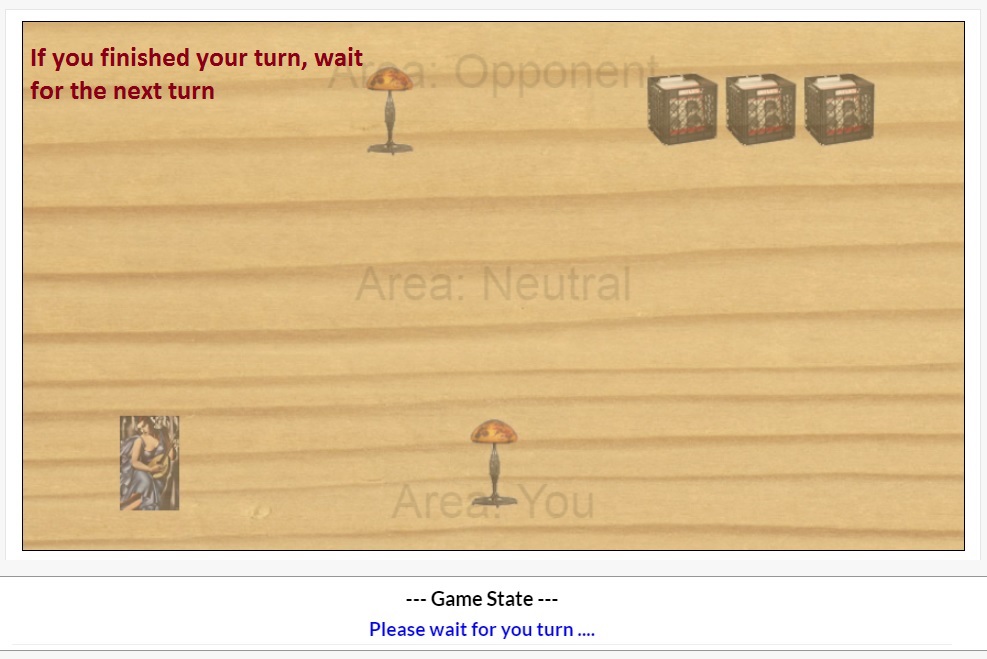 If you finished your turn, wait
for the next turn
Area: Opponent
Area: Neutral
Area: You
--- Game State ---
Please wait for you turn ....